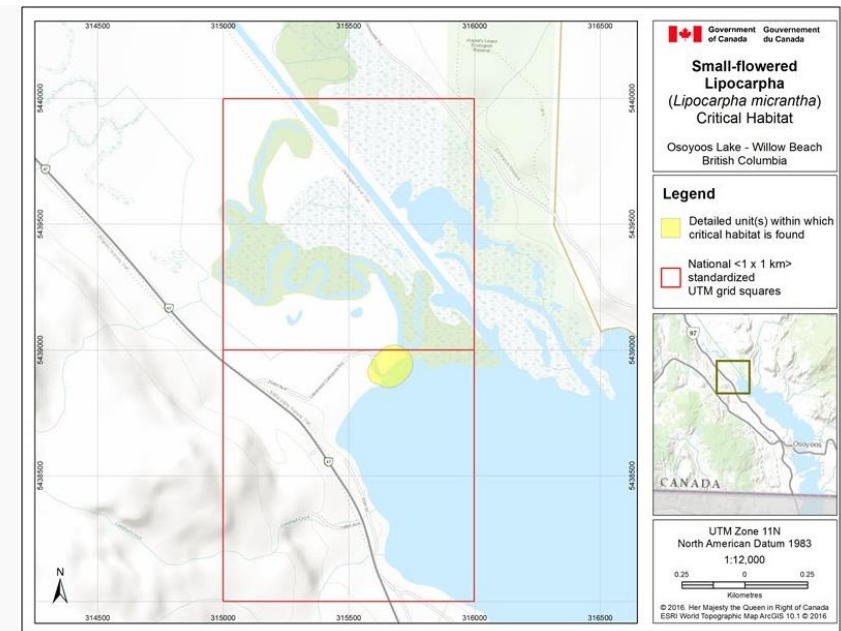 314500 315000 315500 316000 316500
5440000
5439500
5439000
5438500
5440000
5439500
5439000
5438500
97
97
97
N
314500 315000 315500 316000 316500
Government of Canada
Gouvernement du Canada
Small-flowered
Lipocarpha
(Lipocarpha micrantha)
Critical Habitat
Osoyoos Lake - Willow Beach
British Columbia
Legend
Detailed unit(s) within which
critical habitat is found
National <1 x 1 km>
standardized
UTM grid squares
97
Osoyoos
CANADA
UTM Zone 11N
North American Datum 1983
1:12,000
0.25 0 0.25
Kilometres
© 2016. Her Majesty the Queen in Right of Canada
ESRI World Topographic Map ArcGIS 10.1 © 2016